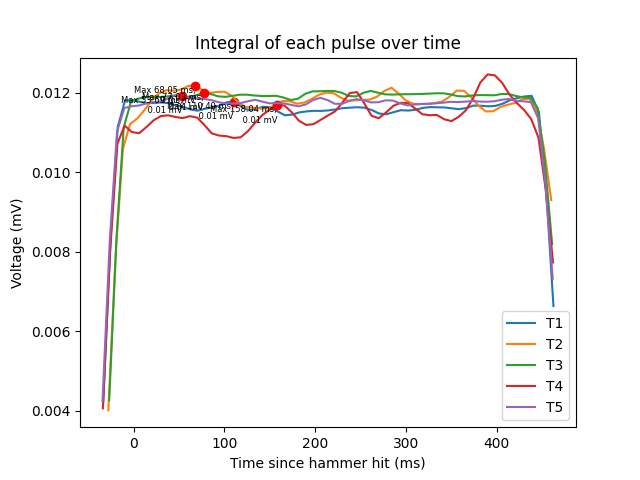 Integral of each pulse over time
Voltage (mV)
0.012
0.010
0.008
0.006
0.004
Max 68.05 ms,
0.01 mV
0.01 mV
Max 158.04 ms,
0.01 mV
T1
T2
T3
T4
T5
0
100
200
300
400
Time since hammer hit (ms)